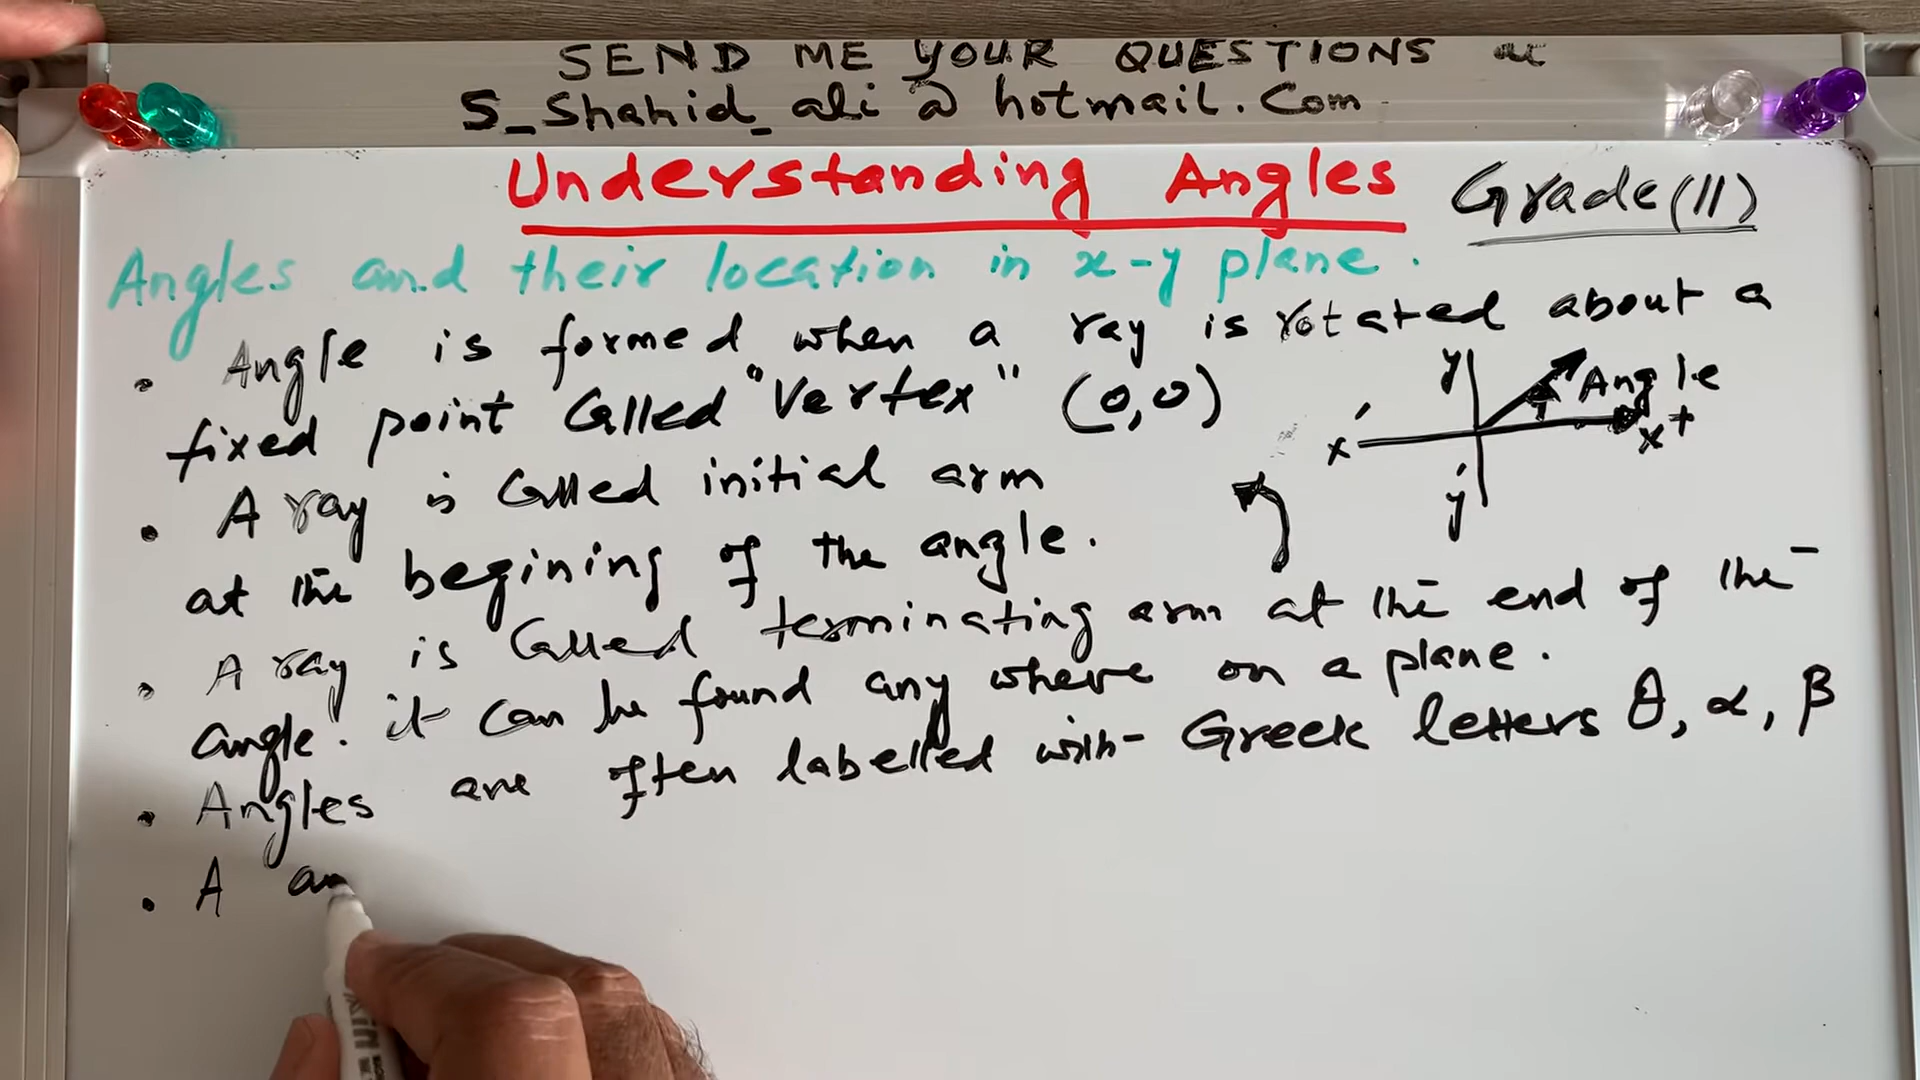 SEND ME YOUR QUESTIONS at
S_Shahid_ali @ hotmail.Com
Understanding Angles Grade(11)
Angles and their location in x-y plane.
• Angle is formed when a ray is rotated about a
fixed point Called "Vertex" (0,0)
y
Angle
x' x+
y'
• A ray is Called initial arm
at the begining of the angle.
• A ray is Called terminating arm at the end of the
angle. it can be found any where on a plane.
• Angles are often labelled with Greek letters θ, α, β
• A an